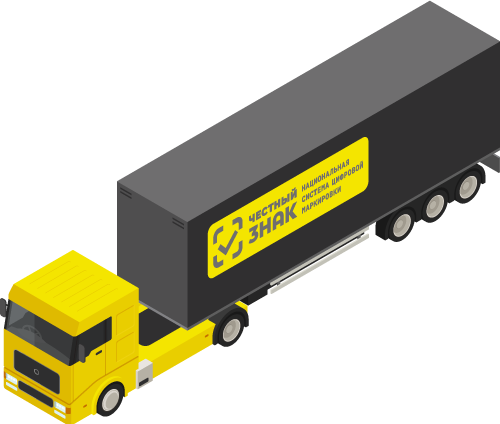 ЧЕСТНЫЙ
ЗНАК
НАЦИОНАЛЬНАЯ
СИСТЕМА ЦИФРОВОЙ
МАРКИРОВКИ